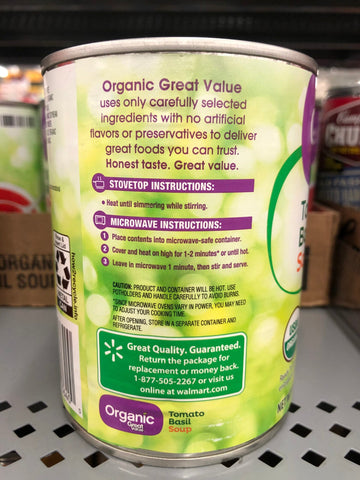 Organic Great Value
uses only carefully selected
ingredients with no artificial
flavors or preservatives to deliver
great foods you can trust.
Honest taste. Great value.
STOVETOP INSTRUCTIONS:
• Heat until simmering while stirring.
MICROWAVE INSTRUCTIONS:
1 Place contents into microwave-safe container.
2 Cover and heat on high for 1-2 minutes* or until hot.
3 Leave in microwave 1 minute, then stir and serve.
CAUTION: PRODUCT AND CONTAINER WILL BE HOT. USE
POTHOLDERS AND HANDLE CAREFULLY TO AVOID BURNS.
*SINCE MICROWAVE OVENS VARY IN POWER, YOU MAY NEED
TO ADJUST YOUR COOKING TIME.
AFTER OPENING, STORE IN A SEPARATE CONTAINER AND
REFRIGERATE.
Great Quality. Guaranteed.
Return the package for
replacement or money back.
1-877-505-2267 or visit us
online at walmart.com
Organic
Great
Value
Tomato
Basil
Soup
how2recycle.info
ORGANIC
SOUP